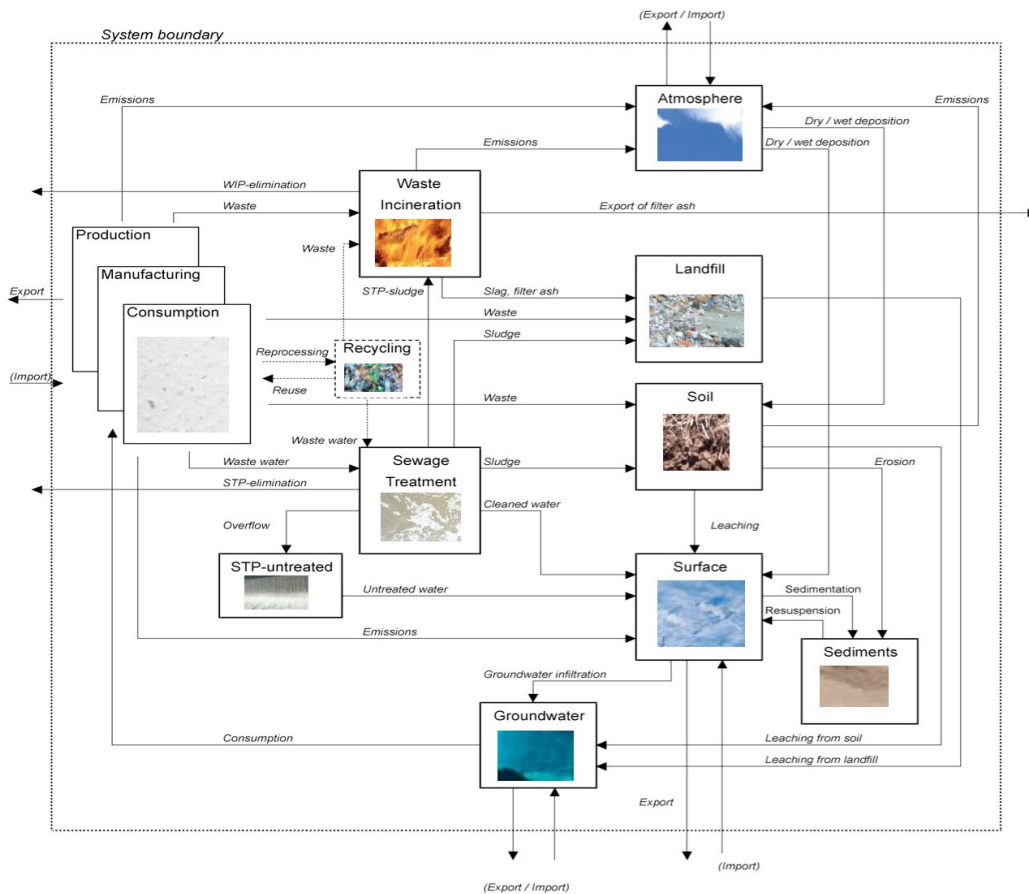 (Export / Import)
System boundary
Emissions
Atmosphere
Emissions
Dry / wet deposition
Emissions
Dry / wet deposition
WIP-elimination
Waste
Incineration
Waste
Export of filter ash
Production
Waste
Manufacturing
Landfill
Export
STP-sludge
Slag, filter ash
Consumption
Waste
Recycling
Sludge
Reprocessing
(Import)
Reuse
Soil
Waste
Waste water
Waste water
Sewage
Treatment
Sludge
Erosion
STP-elimination
Cleaned water
Overflow
Leaching
STP-untreated
Surface
Untreated water
Sedimentation
Resuspension
Emissions
Sediments
Groundwater infiltration
Groundwater
Consumption
Leaching from soil
Leaching from landfill
Export
(Import)
(Export / Import)